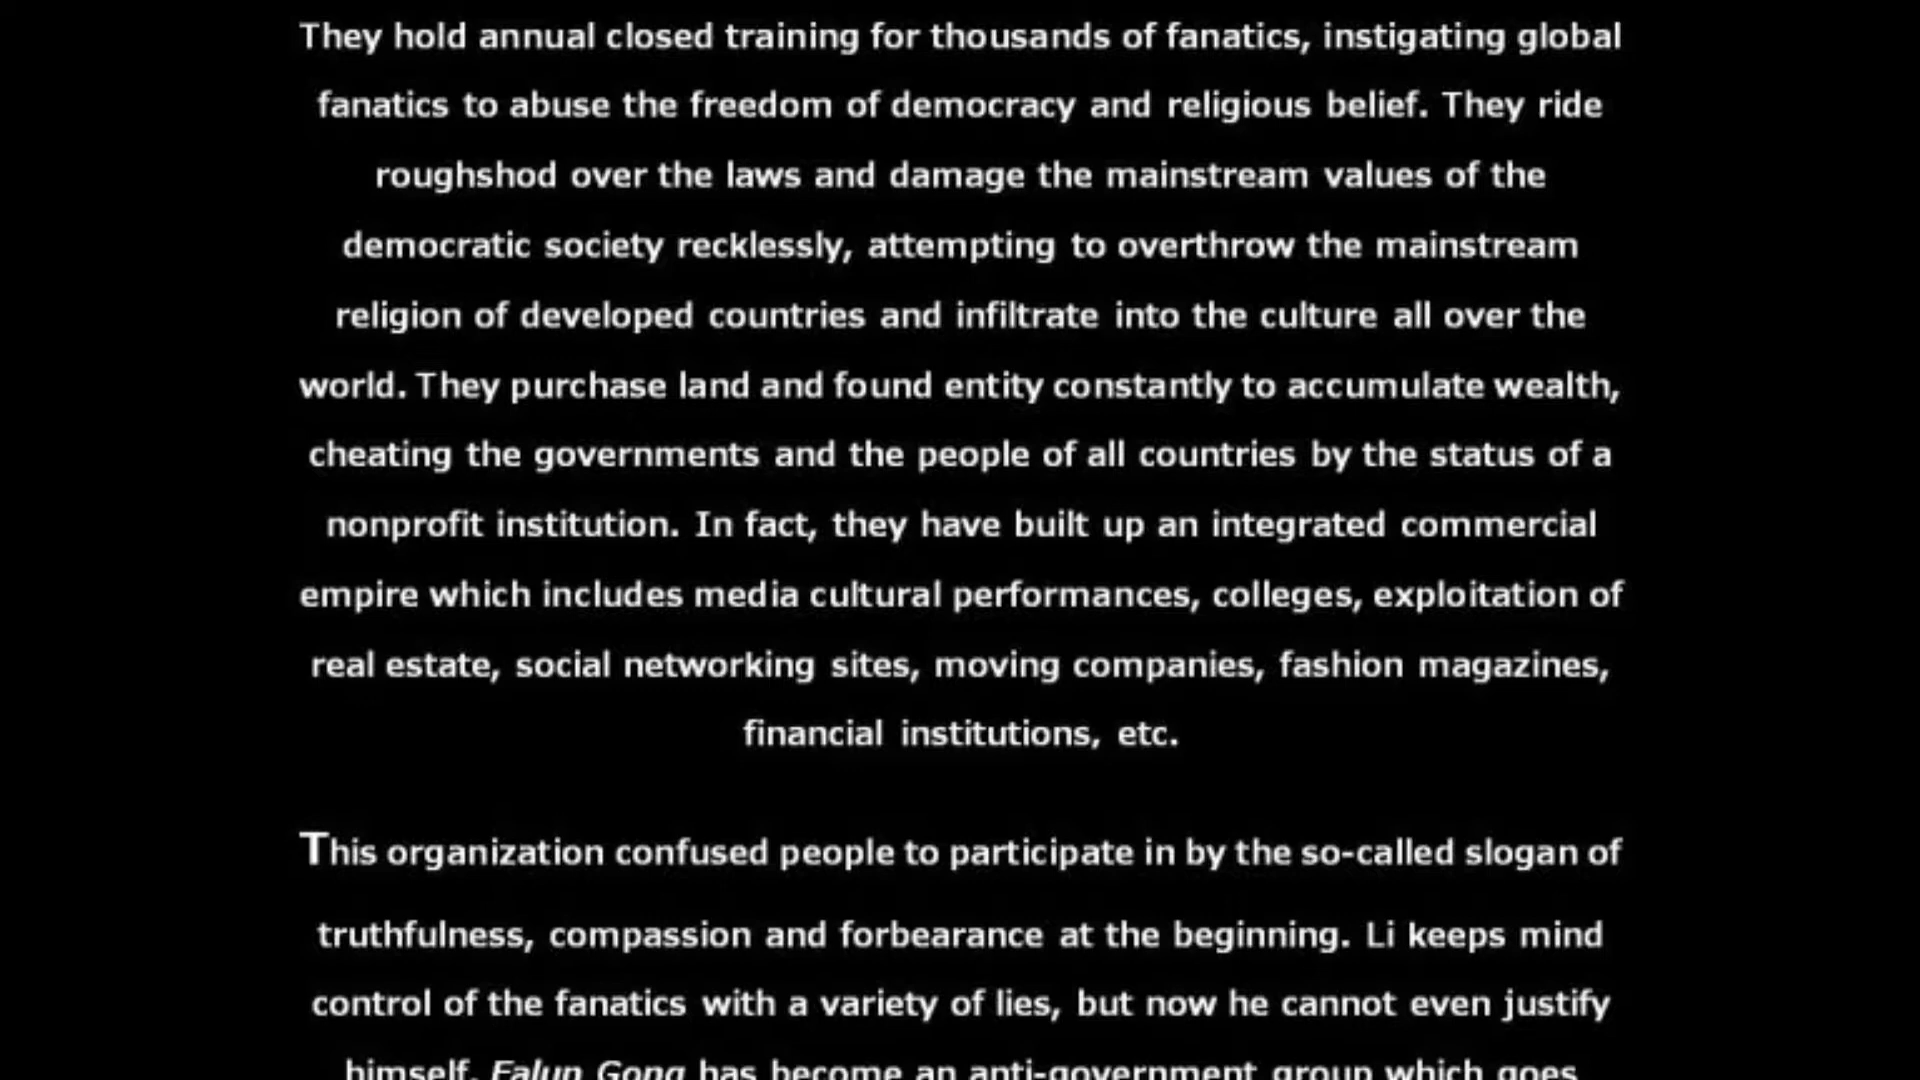 They hold annual closed training for thousands of fanatics, instigating global
fanatics to abuse the freedom of democracy and religious belief. They ride
roughshod over the laws and damage the mainstream values of the
democratic society recklessly, attempting to overthrow the mainstream
religion of developed countries and infiltrate into the culture all over the
world. They purchase land and found entity constantly to accumulate wealth,
cheating the governments and the people of all countries by the status of a
nonprofit institution. In fact, they have built up an integrated commercial
empire which includes media cultural performances, colleges, exploitation of
real estate, social networking sites, moving companies, fashion magazines,
financial institutions, etc.
This organization confused people to participate in by the so-called slogan of
truthfulness, compassion and forbearance at the beginning. Li keeps mind
control of the fanatics with a variety of lies, but now he cannot even justify
himself. Falun Gong has become an anti-government group which goes